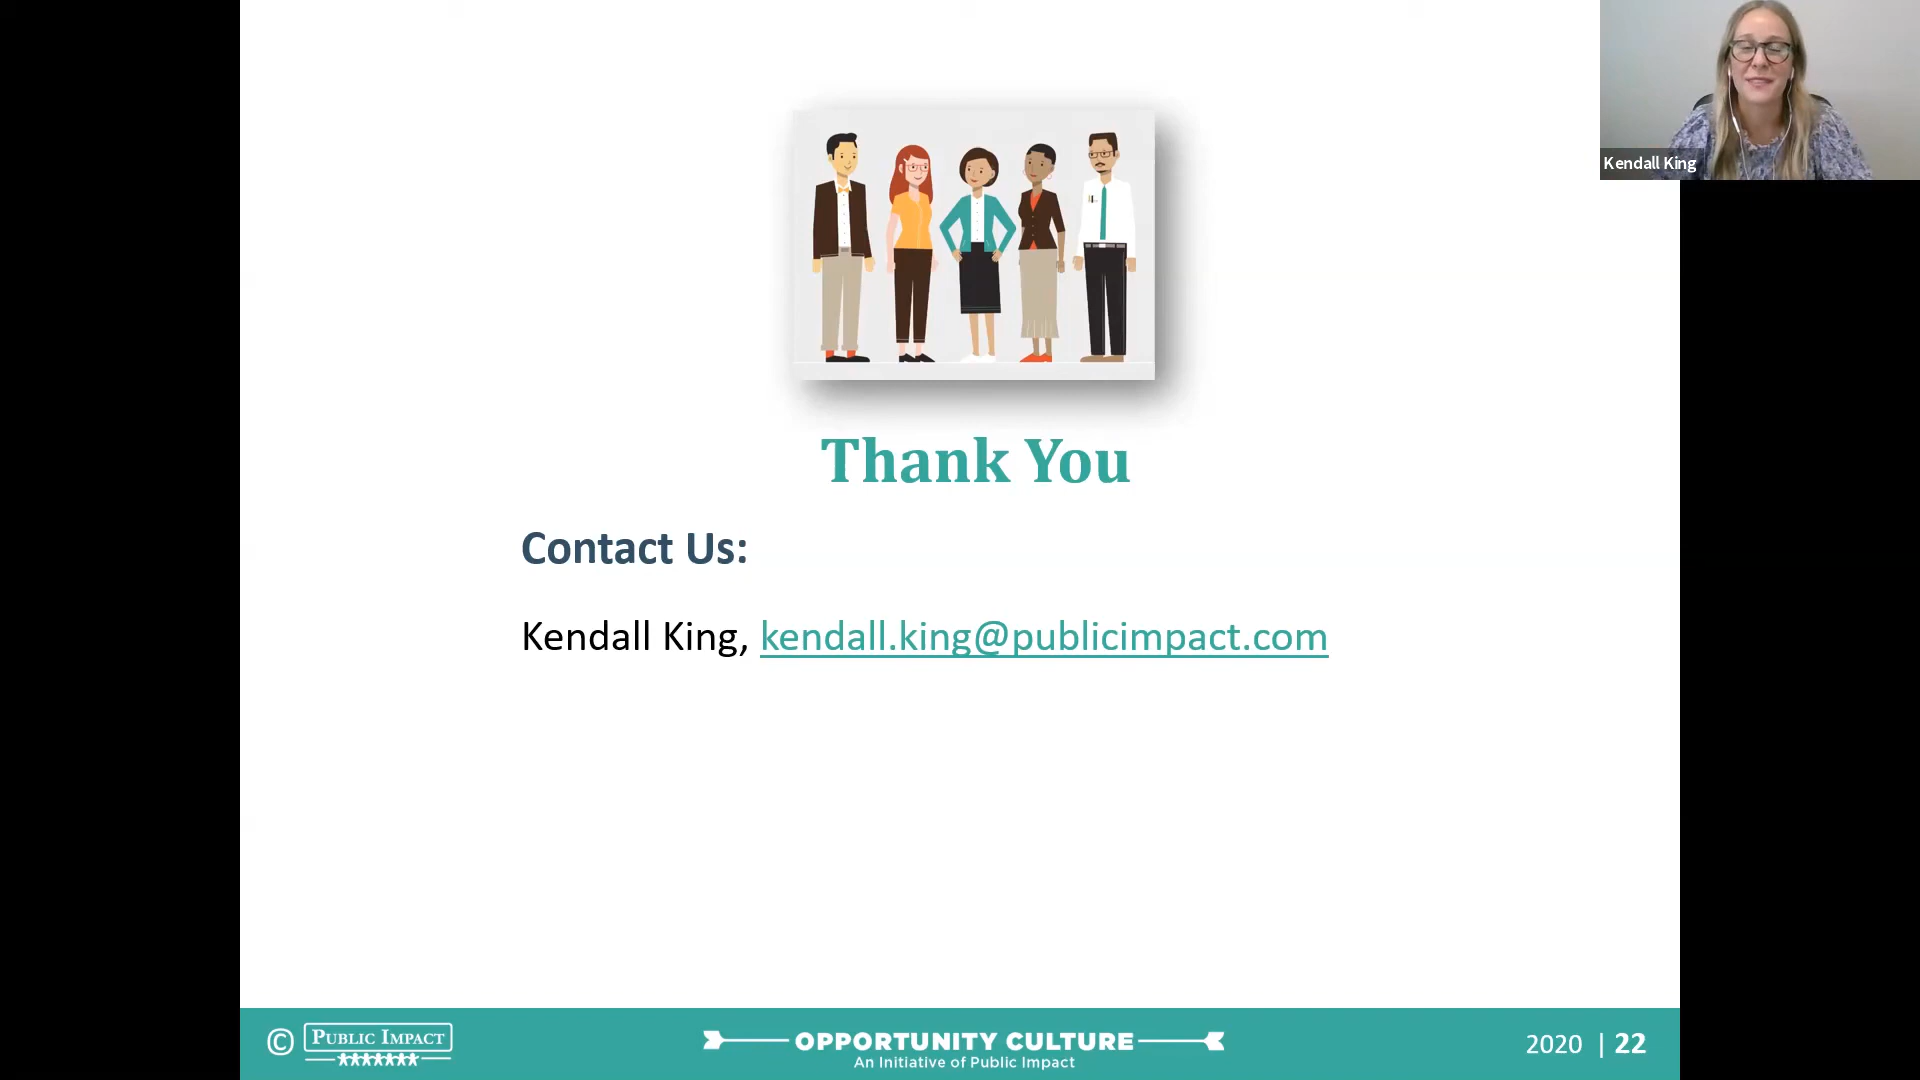 Kendall King
Thank You
Contact Us:
Kendall King, kendall.king@publicimpact.com
© PUBLIC IMPACT
OPPORTUNITY CULTURE
An Initiative of Public Impact
2020 | 22